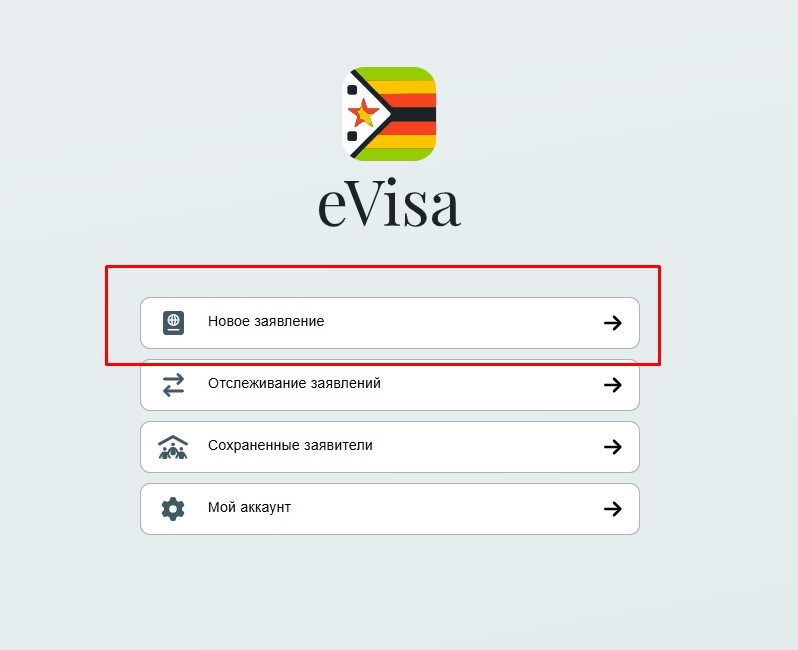 eVisa
Новое заявление
Отслеживание заявлений
Сохраненные заявители
Мой аккаунт